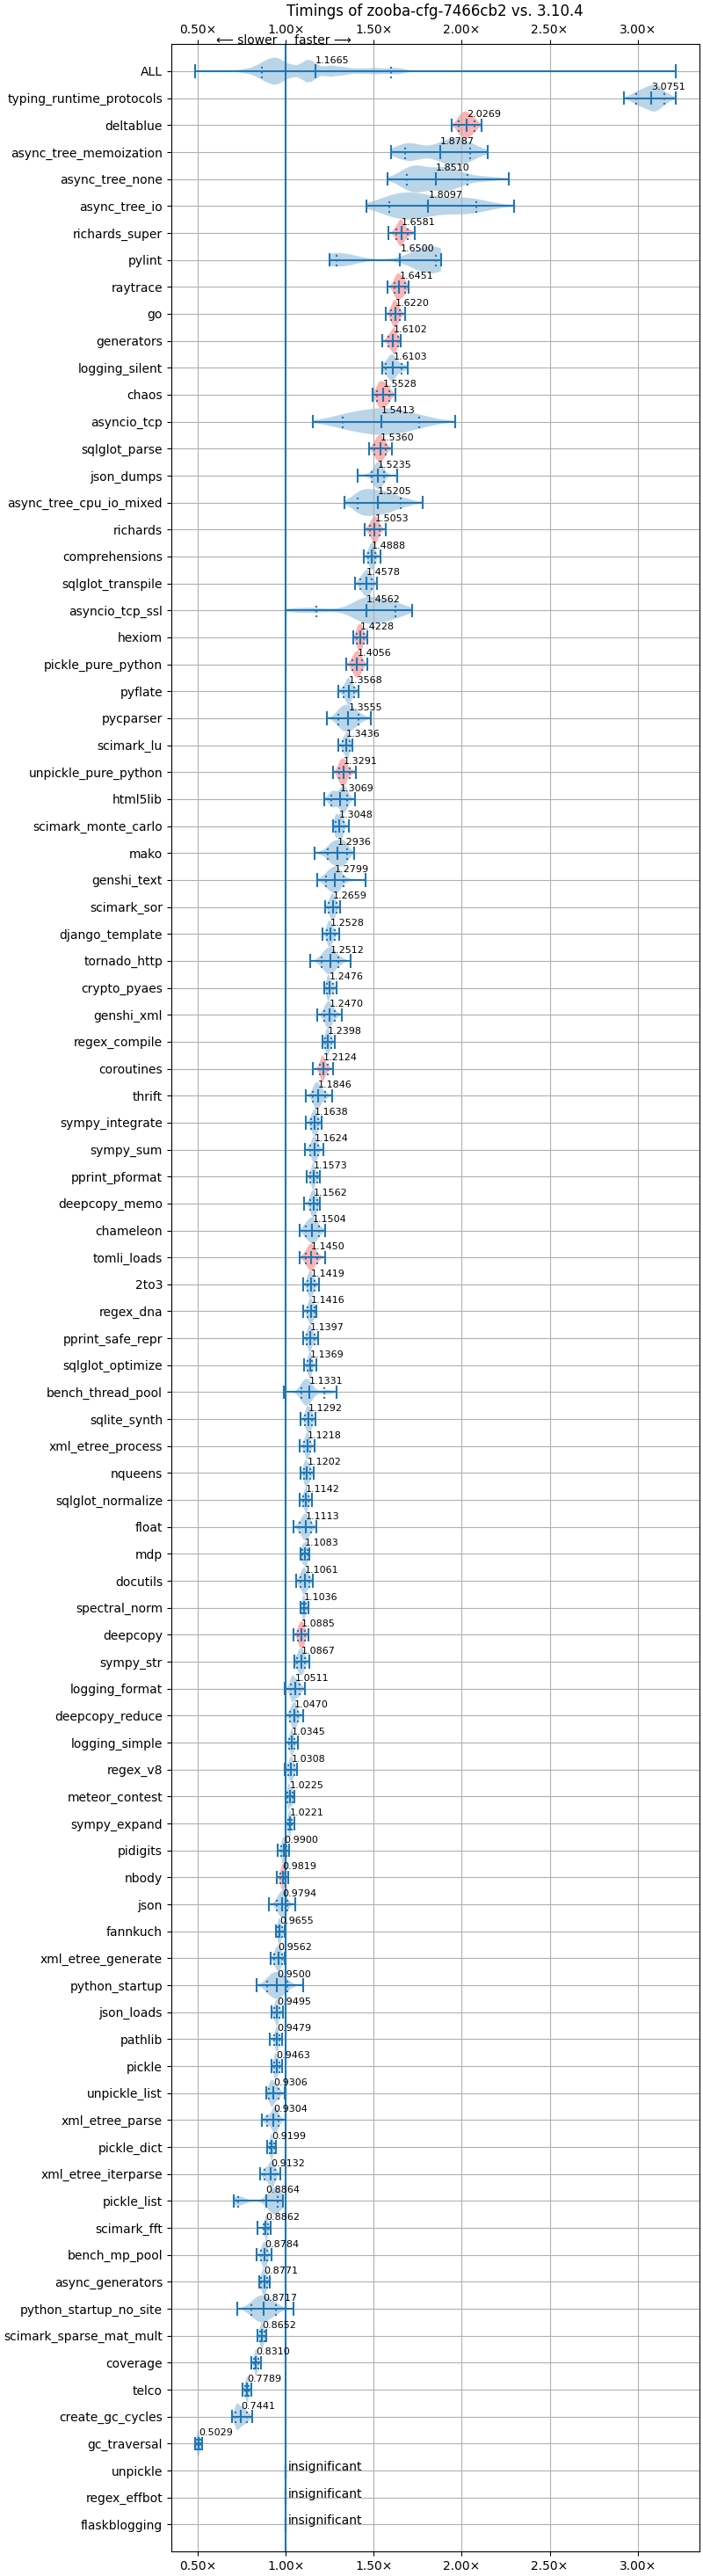 Timings of zooba-cfg-7466cb2 vs. 3.10.4
0.50× 1.00× 1.50× 2.00× 2.50× 3.00×
⟵ slower faster ⟶
ALL 1.1665
typing_runtime_protocols 3.0751
deltablue 2.0269
async_tree_memoization 1.8787
async_tree_none 1.8510
async_tree_io 1.8097
richards_super 1.6581
pylint 1.6500
raytrace 1.6451
go 1.6220
generators 1.6102
logging_silent 1.6103
chaos 1.5528
asyncio_tcp 1.5413
sqlglot_parse 1.5360
json_dumps 1.5235
async_tree_cpu_io_mixed 1.5205
richards 1.5053
comprehensions 1.4888
sqlglot_transpile 1.4578
asyncio_tcp_ssl 1.4562
hexiom 1.4228
pickle_pure_python 1.4056
pyflate 1.3568
pycparser 1.3555
scimark_lu 1.3436
unpickle_pure_python 1.3291
html5lib 1.3069
scimark_monte_carlo 1.3048
mako 1.2936
genshi_text 1.2799
scimark_sor 1.2659
django_template 1.2528
tornado_http 1.2512
crypto_pyaes 1.2476
genshi_xml 1.2470
regex_compile 1.2398
coroutines 1.2124
thrift 1.1846
sympy_integrate 1.1638
sympy_sum 1.1624
pprint_pformat 1.1573
deepcopy_memo 1.1562
chameleon 1.1504
tomli_loads 1.1450
2to3 1.1419
regex_dna 1.1416
pprint_safe_repr 1.1397
sqlglot_optimize 1.1369
bench_thread_pool 1.1331
sqlite_synth 1.1292
xml_etree_process 1.1218
nqueens 1.1202
sqlglot_normalize 1.1142
float 1.1113
mdp 1.1083
docutils 1.1061
spectral_norm 1.1036
deepcopy 1.0885
sympy_str 1.0867
logging_format 1.0511
deepcopy_reduce 1.0470
logging_simple 1.0345
regex_v8 1.0308
meteor_contest 1.0225
sympy_expand 1.0221
pidigits 0.9900
nbody 0.9819
json 0.9794
fannkuch 0.9655
xml_etree_generate 0.9562
python_startup 0.9500
json_loads 0.9495
pathlib 0.9479
pickle 0.9463
unpickle_list 0.9306
xml_etree_parse 0.9304
pickle_dict 0.9199
xml_etree_iterparse 0.9132
pickle_list 0.8864
scimark_fft 0.8862
bench_mp_pool 0.8784
async_generators 0.8771
python_startup_no_site 0.8717
scimark_sparse_mat_mult 0.8652
coverage 0.8310
telco 0.7789
create_gc_cycles 0.7441
gc_traversal 0.5029
unpickle insignificant
regex_effbot insignificant
flaskblogging insignificant
0.50× 1.00× 1.50× 2.00× 2.50× 3.00×